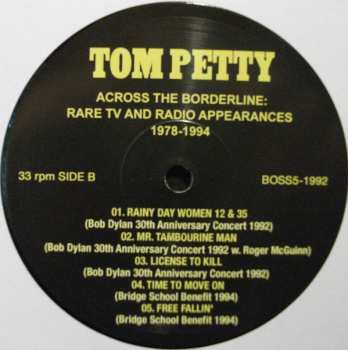 TOM PETTY
ACROSS THE BORDERLINE:
RARE TV AND RADIO APPEARANCES
1978-1994
33 rpm SIDE B
BOSS5-1992
01. RAINY DAY WOMEN 12 & 35
(Bob Dylan 30th Anniversary Concert 1992)
02. MR. TAMBOURINE MAN
(Bob Dylan 30th Anniversary Concert 1992 w. Roger McGuinn)
03. LICENSE TO KILL
(Bob Dylan 30th Anniversary Concert 1992)
04. TIME TO MOVE ON
(Bridge School Benefit 1994)
05. FREE FALLIN'
(Bridge School Benefit 1994)